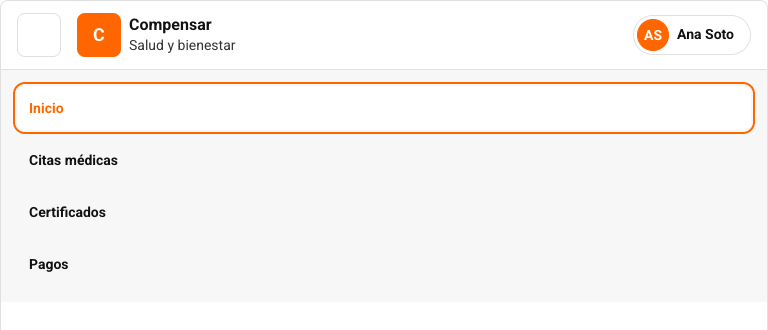 C
Compensar
Salud y bienestar
AS
Ana Soto
Inicio
Citas médicas
Certificados
Pagos